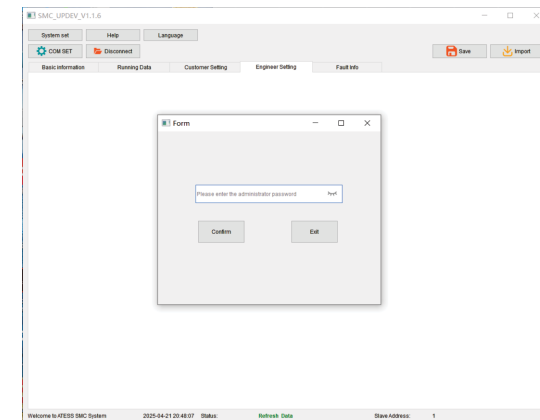 SMC_UPDEV_V1.1.6
System set Help Language
COM SET Disconnect Save Import
Basic information Running Data Customer Setting Engineer Setting Fault Info
Form
Please enter the administrator password
Confirm Exit
Welcome to ATESS SMC System 2025-04-21 20:48:07 Status: Refresh Data Slave Address: 1